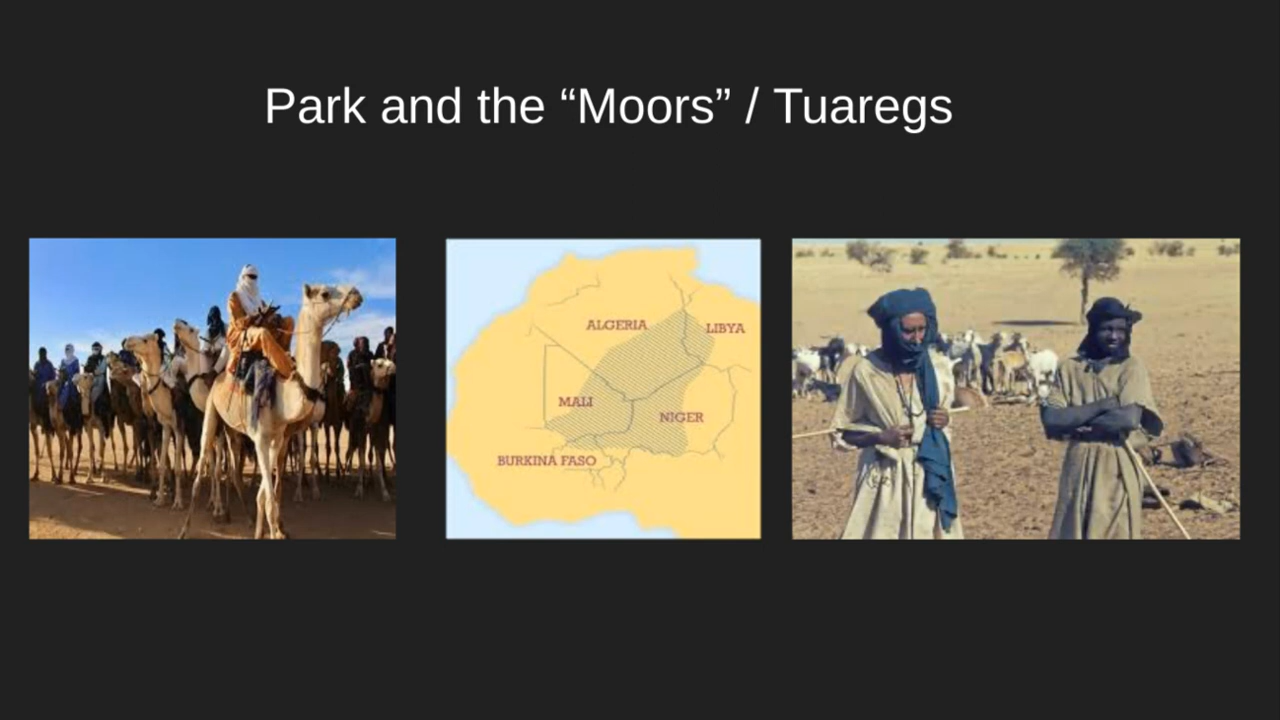 Park and the “Moors” / Tuaregs
ALGERIA
LIBYA
MALI
NIGER
BURKINA FASO